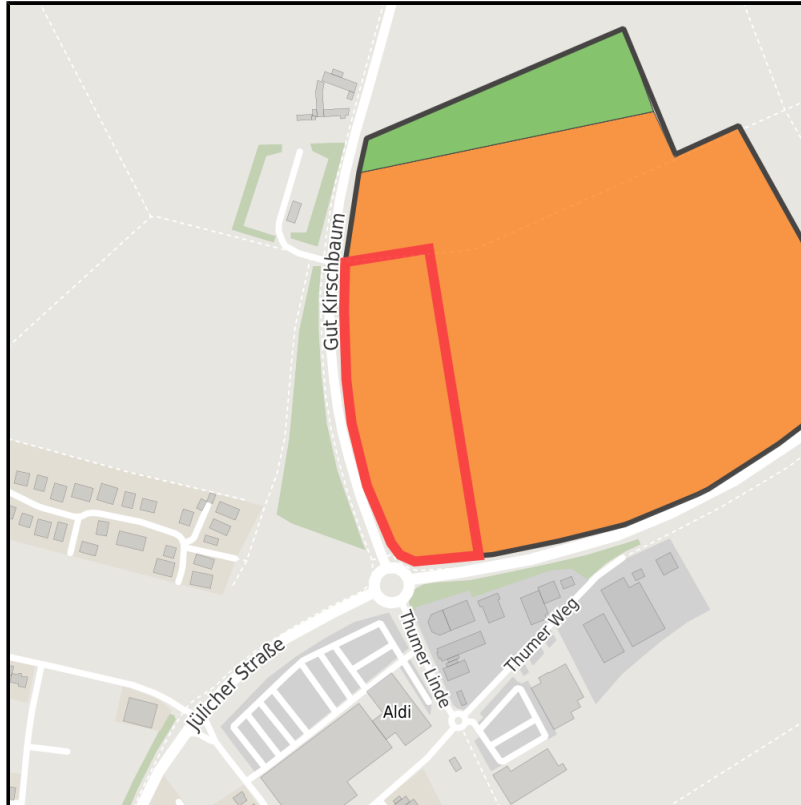 Gut Kirschbaum
Jülicher Straße
Thumer Linde
Thumer Weg
Aldi